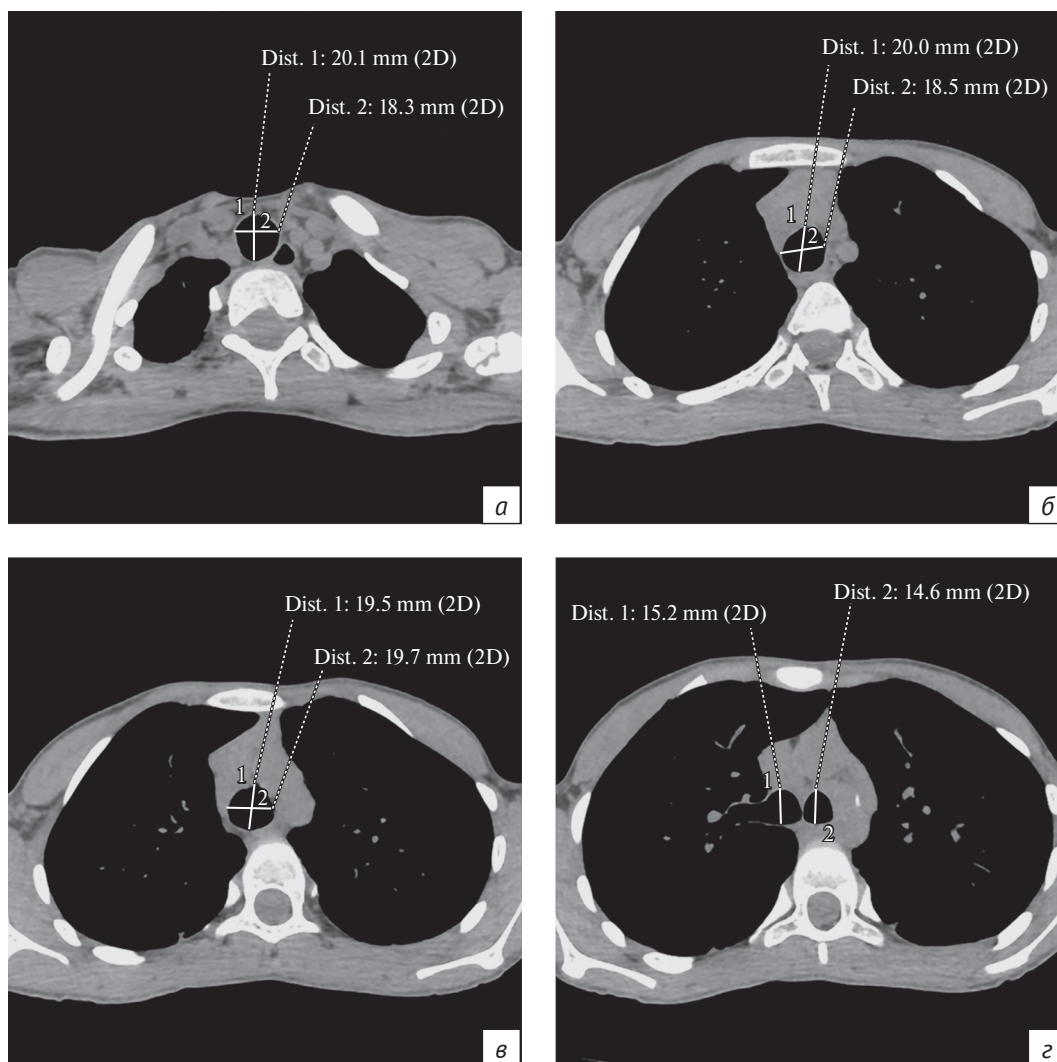 Dist. 1: 20.1 mm (2D)
Dist. 2: 18.3 mm (2D)
1
2
а
Dist. 1: 20.0 mm (2D)
Dist. 2: 18.5 mm (2D)
1
2
б
Dist. 1: 19.5 mm (2D)
Dist. 2: 19.7 mm (2D)
1
2
в
Dist. 2: 14.6 mm (2D)
Dist. 1: 15.2 mm (2D)
1
2
г